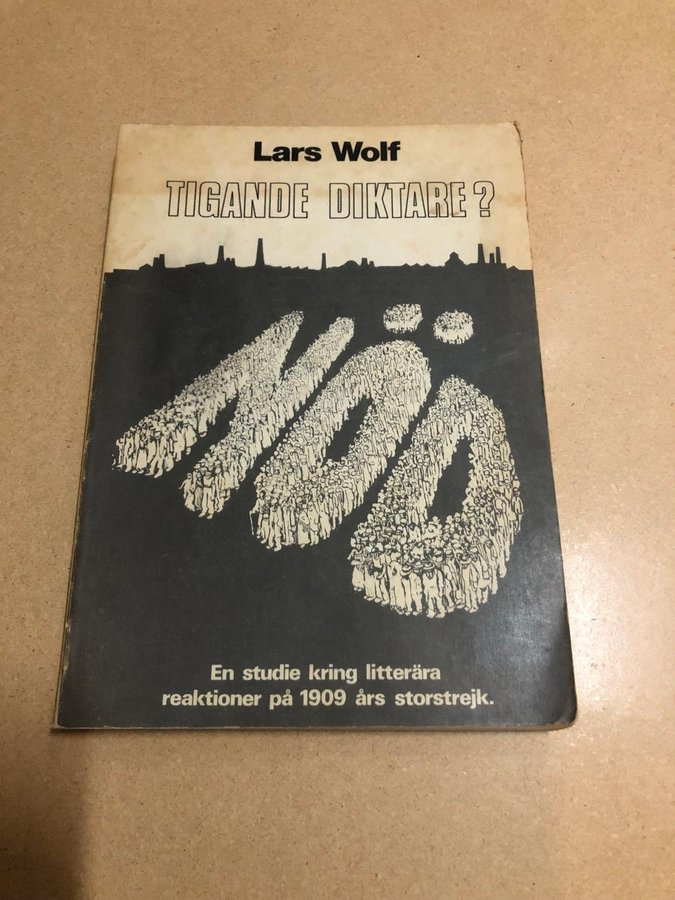 Lars Wolf
TIGANDE DIKTARE?
NÖD
En studie kring litterära
reaktioner på 1909 års storstrejk.